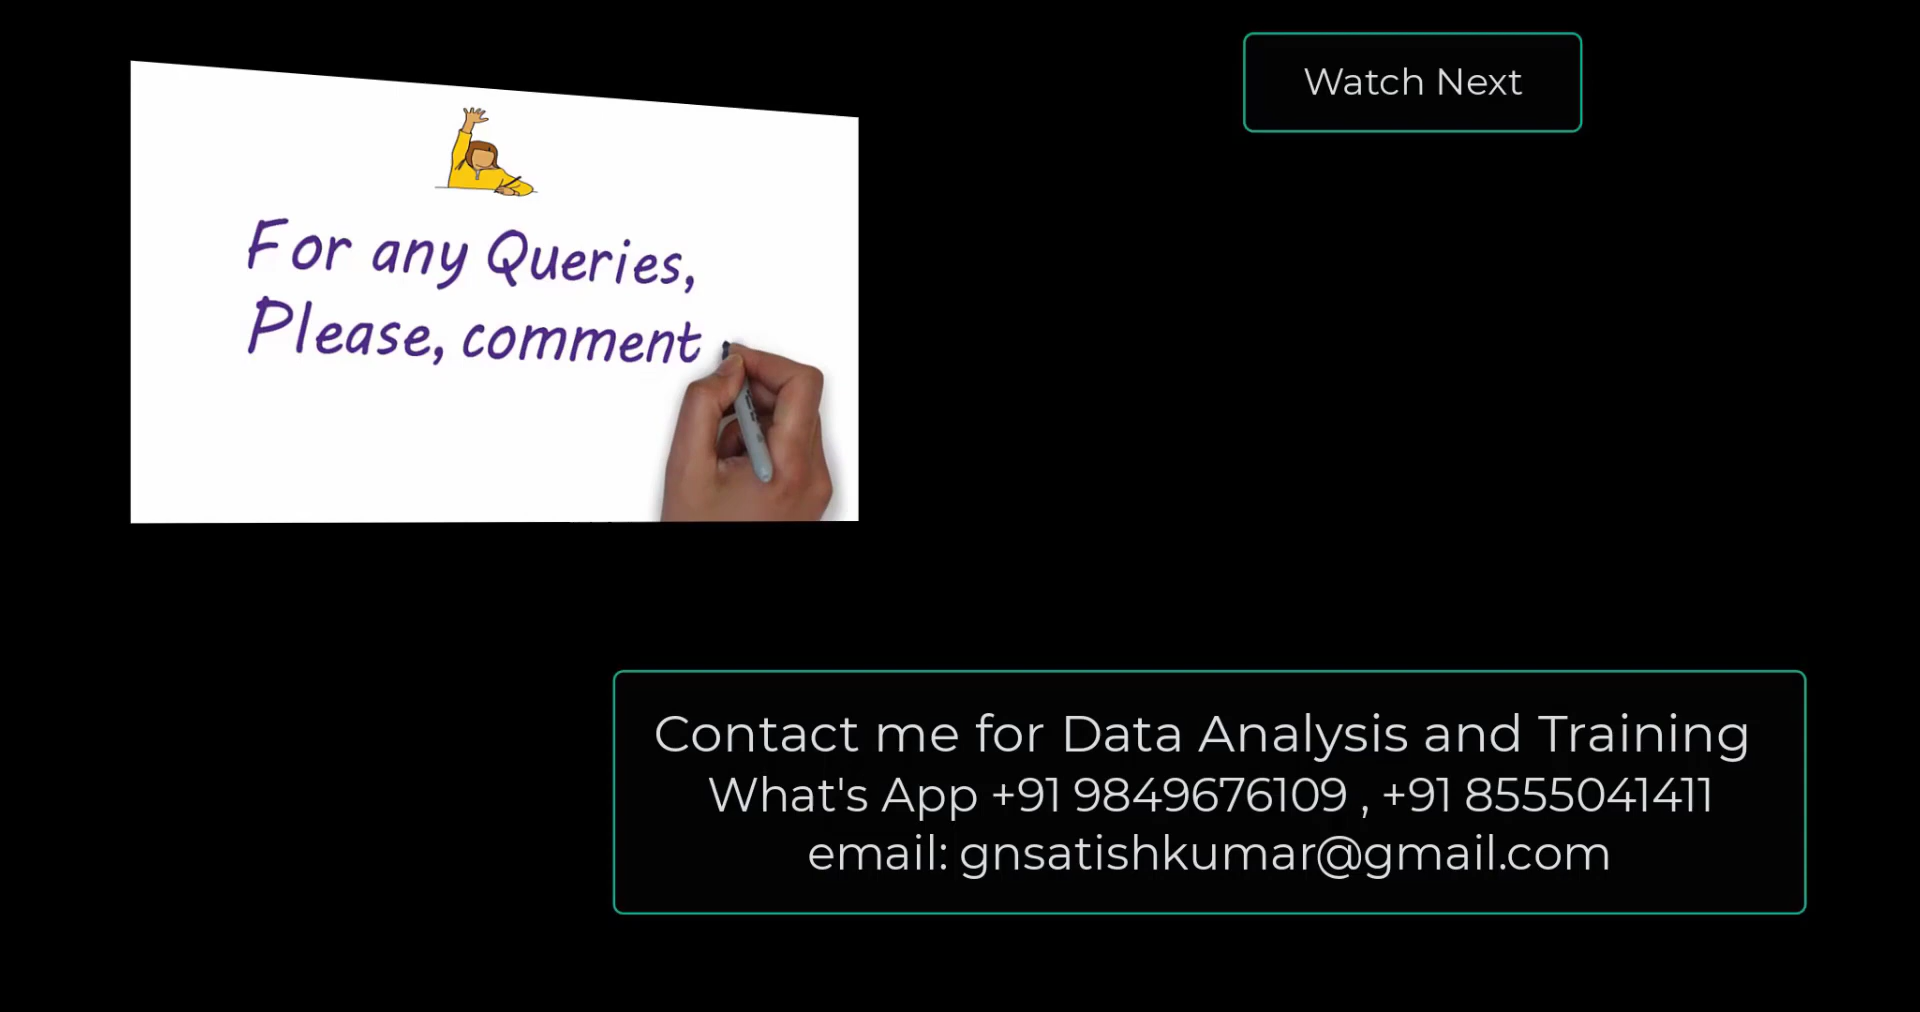 Watch Next
For any Queries,
Please, comment
Contact me for Data Analysis and Training
What's App +91 9849676109 , +91 8555041411
email: gnsatishkumar@gmail.com